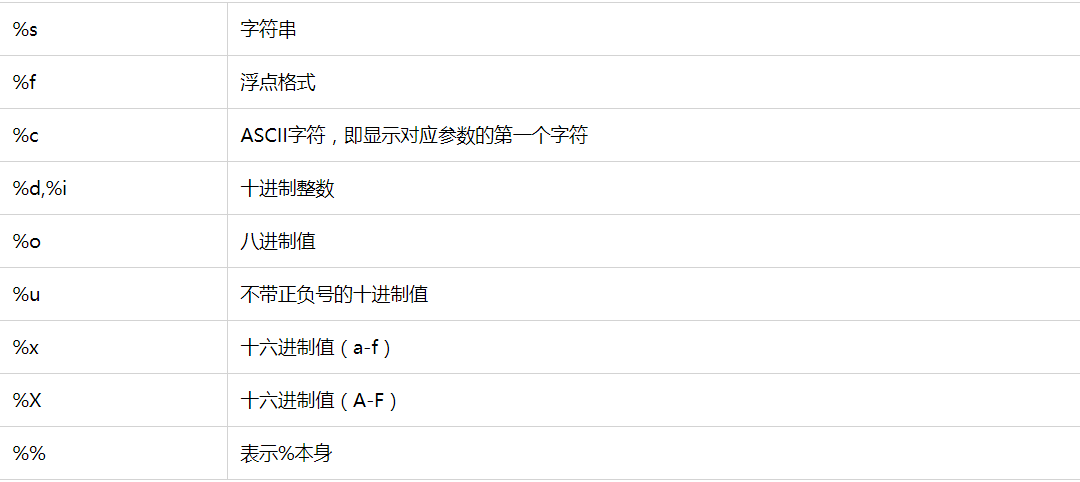 %s 字符串
%f 浮点格式
%c ASCII字符，即显示对应参数的第一个字符
%d,%i 十进制整数
%o 八进制值
%u 不带正负号的十进制值
%x 十六进制值（a-f）
%X 十六进制值（A-F）
%% 表示%本身